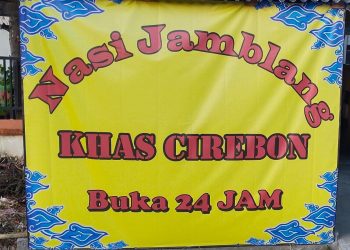 Nasi Jamblang
KHAS CIREBON
Buka 24 JAM